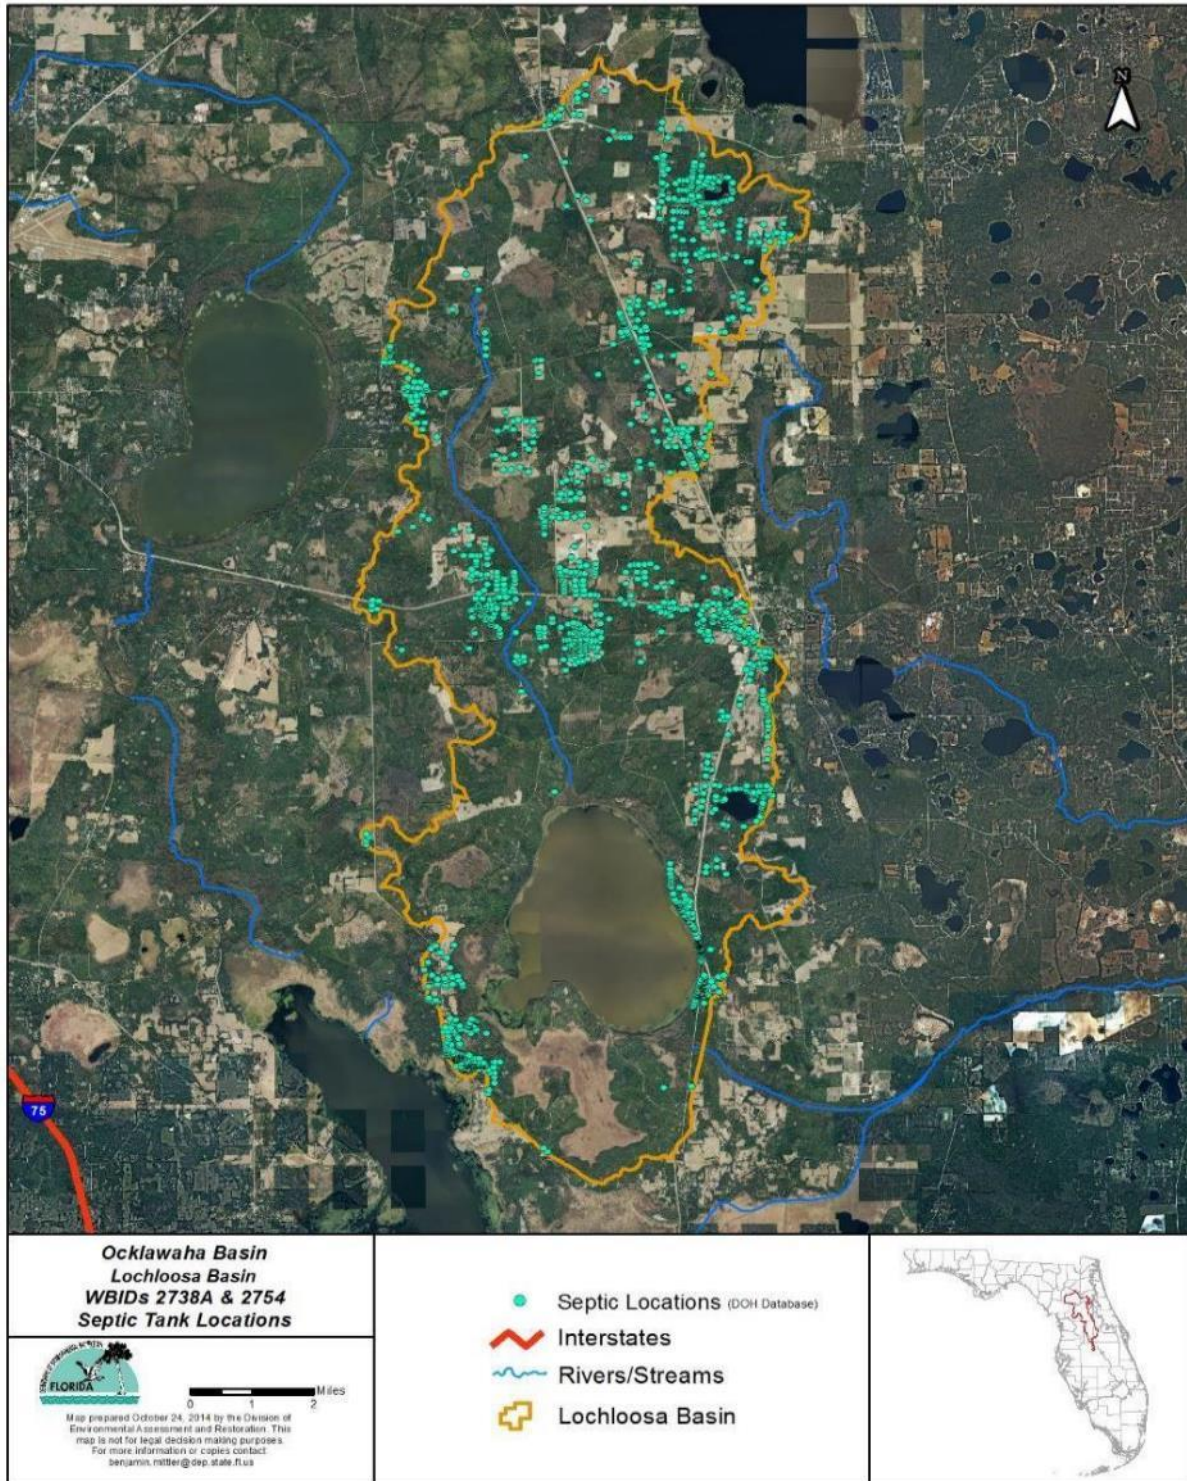 N
75
Ocklawaha Basin
Lochloosa Basin
WBIDs 2738A & 2754
Septic Tank Locations
FLORIDA
Miles
0 1 2
Map prepared October 24, 2014 by the Division of
Environmental Assessment and Restoration. This
map is not for legal decision making purposes.
For more information or copies contact
benjamin.mittler@dep.state.fl.us
Septic Locations (DOH Database)
Interstates
Rivers/Streams
Lochloosa Basin